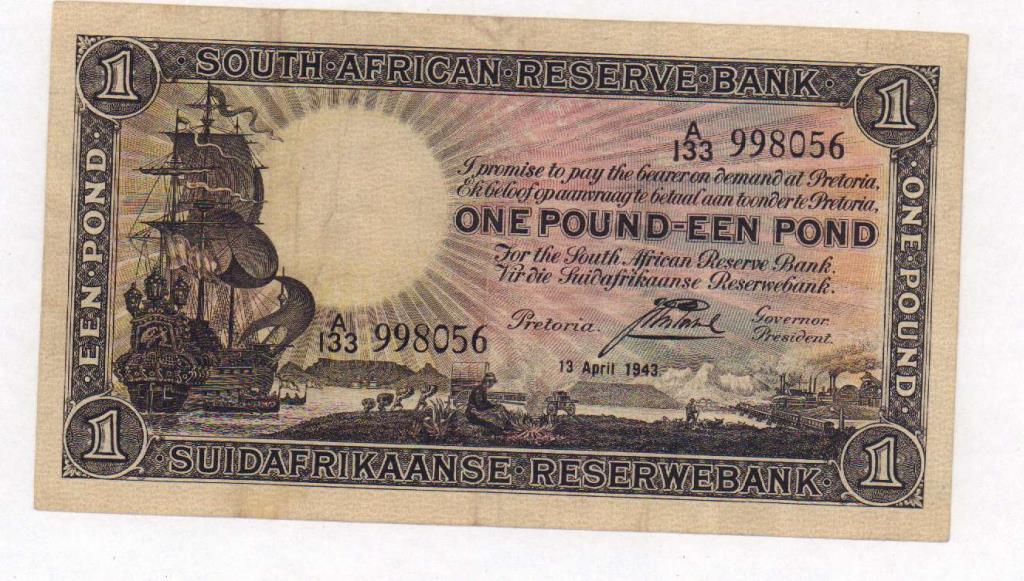 1 SOUTH·AFRICAN·RESERVE·BANK· 1
A
133 998056
I promise to pay the bearer on demand at Pretoria,
Ek beloof op aanvraag te betaal aan toonder te Pretoria,
ONE POUND-EEN POND
For the South African Reserve Bank.
Vir die Suidafrikaanse Reserwebank.
A
133 998056
Pretoria.
Governor.
President.
13 April 1943
·EEN·POND·
·ONE·POUND·
1 ·SUIDAFRIKAANSE·RESERWEBANK· 1